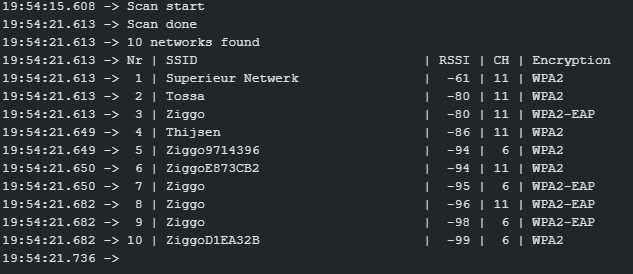 19:54:15.608 -> Scan start
19:54:21.613 -> Scan done
19:54:21.613 -> 10 networks found
19:54:21.613 -> Nr | SSID                             | RSSI | CH | Encryption
19:54:21.613 ->  1 | Superieur Netwerk                |  -61 | 11 | WPA2
19:54:21.613 ->  2 | Tossa                            |  -80 | 11 | WPA2
19:54:21.613 ->  3 | Ziggo                            |  -80 | 11 | WPA2-EAP
19:54:21.649 ->  4 | Thijsen                          |  -86 | 11 | WPA2
19:54:21.650 ->  5 | Ziggo9714396                     |  -94 |  6 | WPA2
19:54:21.650 ->  6 | ZiggoE873CB2                     |  -94 | 11 | WPA2
19:54:21.650 ->  7 | Ziggo                            |  -95 |  6 | WPA2-EAP
19:54:21.682 ->  8 | Ziggo                            |  -96 | 11 | WPA2-EAP
19:54:21.682 ->  9 | Ziggo                            |  -98 |  6 | WPA2-EAP
19:54:21.682 -> 10 | ZiggoD1EA32B                     |  -99 |  6 | WPA2
19:54:21.736 ->